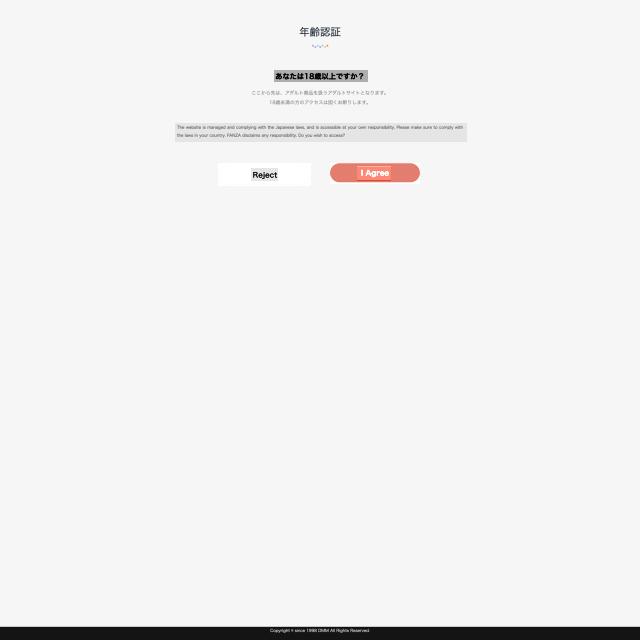 年齢認証
あなたは18歳以上ですか？
ここから先は、アダルト商品を扱うアダルトサイトとなります。
18歳未満の方のアクセスは固くお断りします。
The website is managed and complying with the Japanese laws, and is accessible at your own responsibility. Please make sure to comply with
the laws in your country. FANZA disclaims any responsibility. Do you wish to access?
Reject
I Agree
Copyright © since 1998 DMM All Rights Reserved.